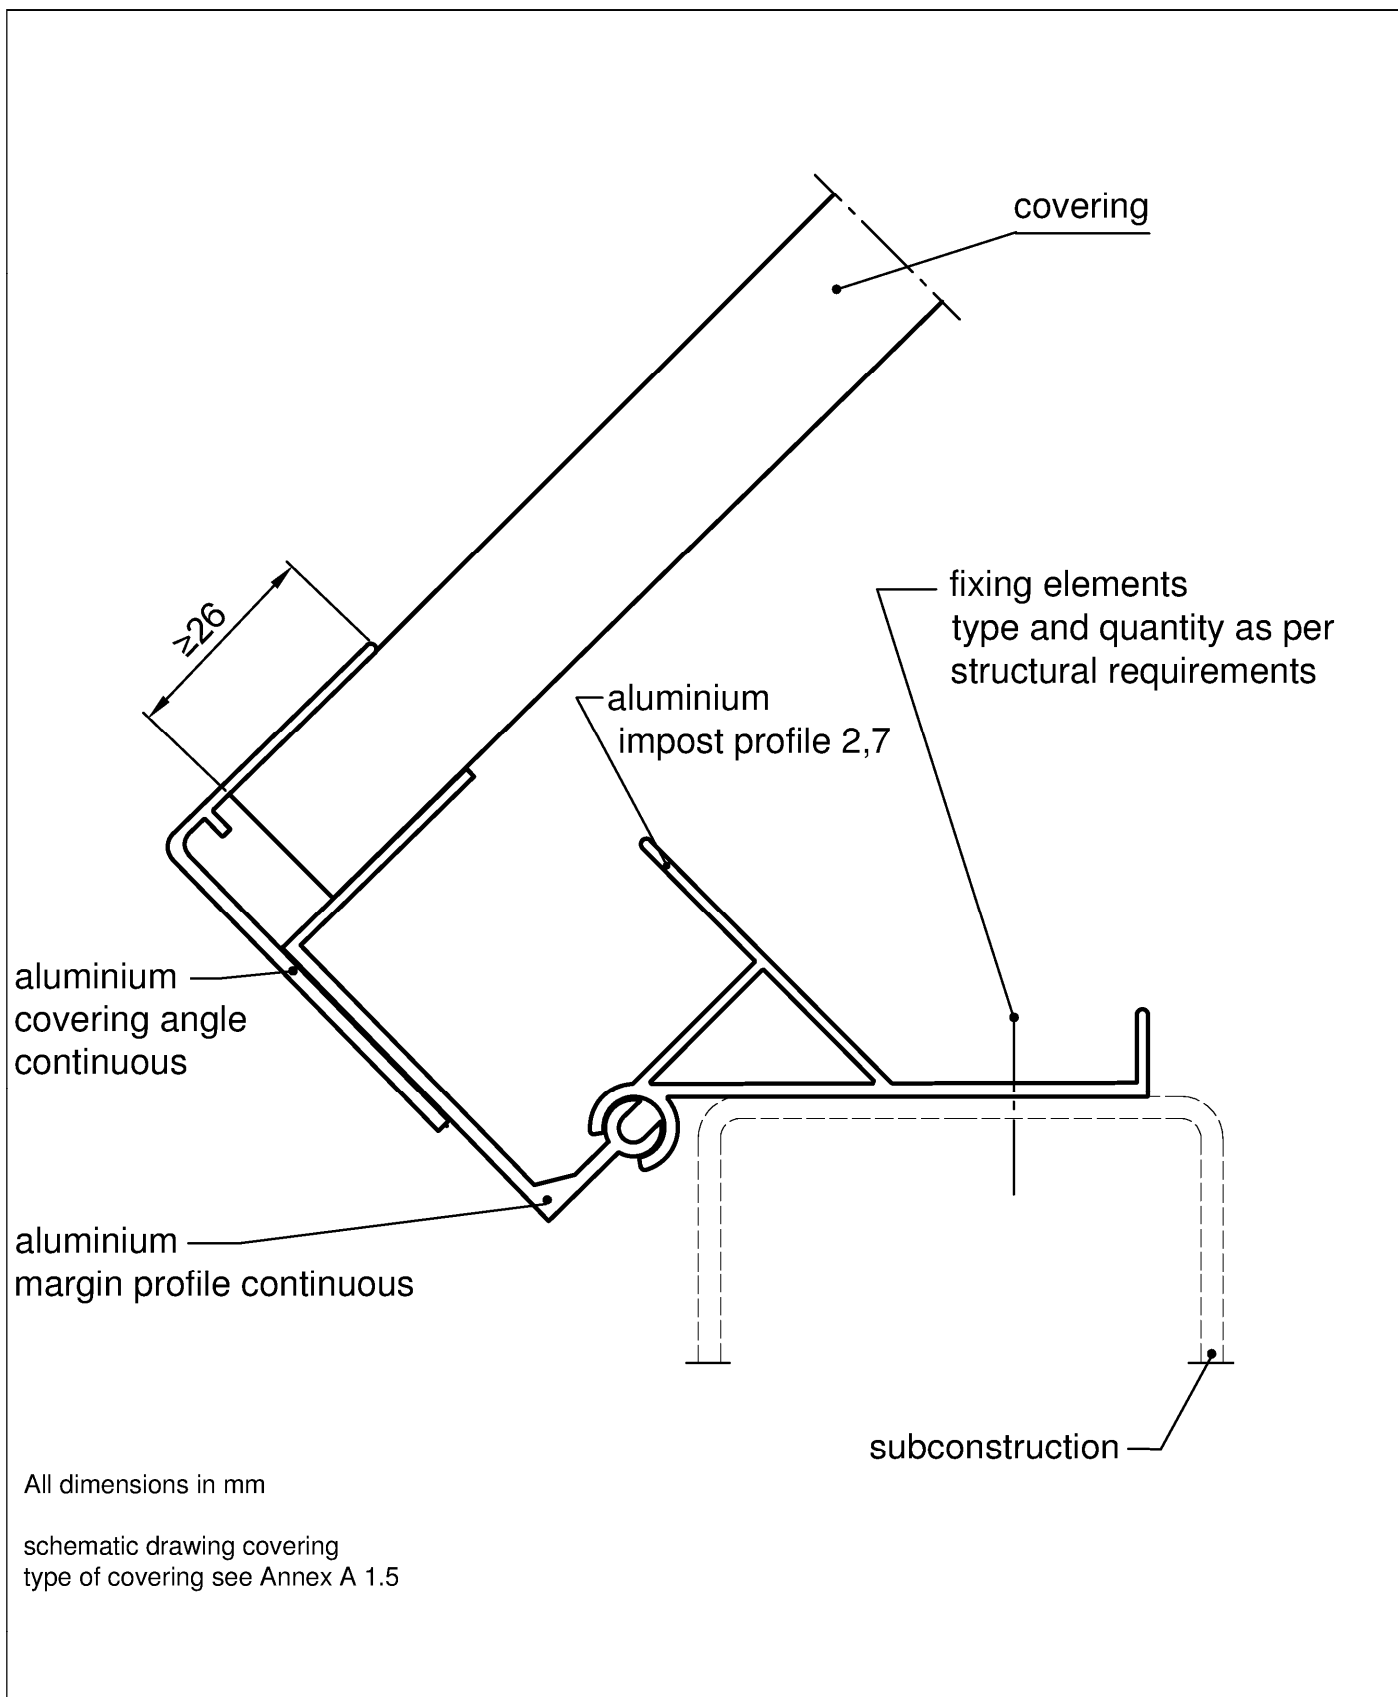 covering
≥26
fixing elements
type and quantity as per
structural requirements
aluminium
impost profile 2,7
aluminium
covering angle
continuous
aluminium
margin profile continuous
subconstruction
All dimensions in mm
schematic drawing covering
type of covering see Annex A 1.5